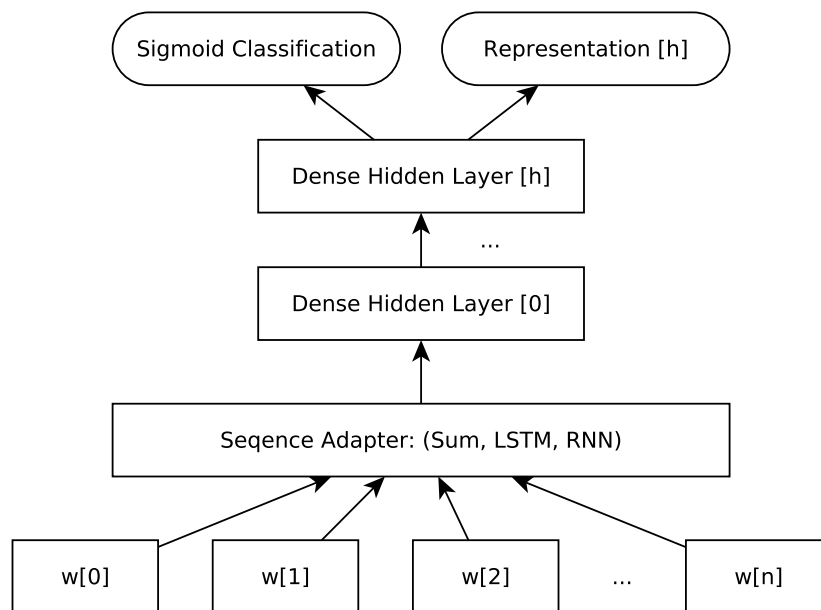 Sigmoid Classification
Representation [h]
Dense Hidden Layer [h]
...
Dense Hidden Layer [0]
Seqence Adapter: (Sum, LSTM, RNN)
w[0]
w[1]
w[2]
...
w[n]